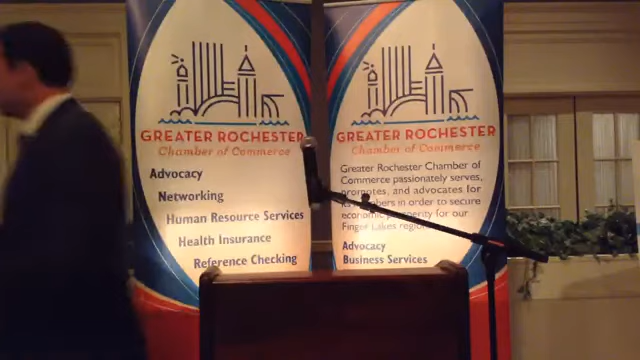 GREATER ROCHESTER
Chamber of Commerce
Advocacy
Networking
Human Resource Services
Health Insurance
Reference Checking
GREATER ROCHESTER
Chamber of Commerce
Greater Rochester Chamber of
Commerce passionately serves,
promotes, and advocates for
members in order to secure
economic prosperity for our
Finger Lakes region.
Advocacy
Business Services